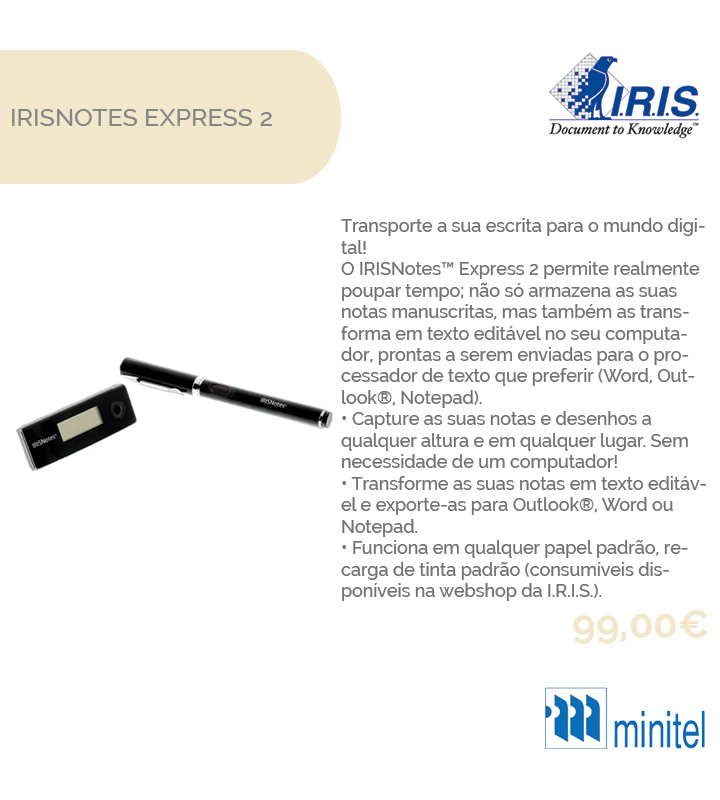 IRISNOTES EXPRESS 2
I.R.I.S.
Document to Knowledge™
Transporte a sua escrita para o mundo digi-
tal!
O IRISNotes™ Express 2 permite realmente
poupar tempo; não só armazena as suas
notas manuscritas, mas também as trans-
forma em texto editável no seu computa-
dor, prontas a serem enviadas para o pro-
cessador de texto que preferir (Word, Out-
look®, Notepad).
• Capture as suas notas e desenhos a
qualquer altura e em qualquer lugar. Sem
necessidade de um computador!
• Transforme as suas notas em texto editáv-
el e exporte-as para Outlook®, Word ou
Notepad.
• Funciona em qualquer papel padrão, re-
carga de tinta padrão (consumíveis dis-
poníveis na webshop da I.R.I.S.).
IRISNotes™
IRISNotes™
99,00€
minitel